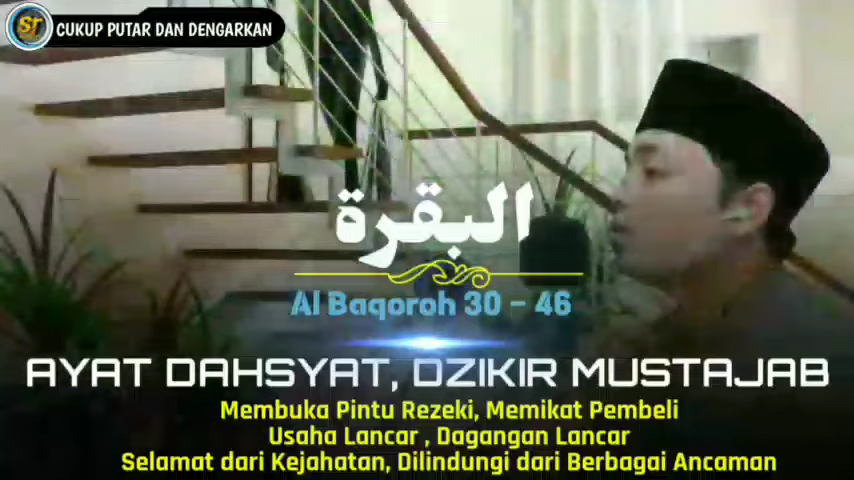 Sr
CUKUP PUTAR DAN DENGARKAN
البقرة
Al Baqoroh 30 - 46
AYAT DAHSYAT, DZIKIR MUSTAJAB
Membuka Pintu Rezeki, Memikat Pembeli
Usaha Lancar , Dagangan Lancar
Selamat dari Kejahatan, Dilindungi dari Berbagai Ancaman